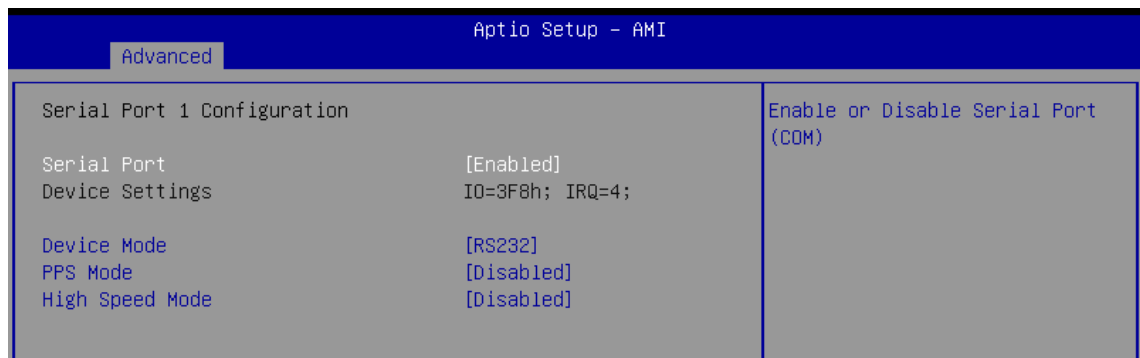 Aptio Setup – AMI
Advanced
Serial Port 1 Configuration
Serial Port [Enabled]
Device Settings IO=3F8h; IRQ=4;
Device Mode [RS232]
PPS Mode [Disabled]
High Speed Mode [Disabled]
Enable or Disable Serial Port
(COM)